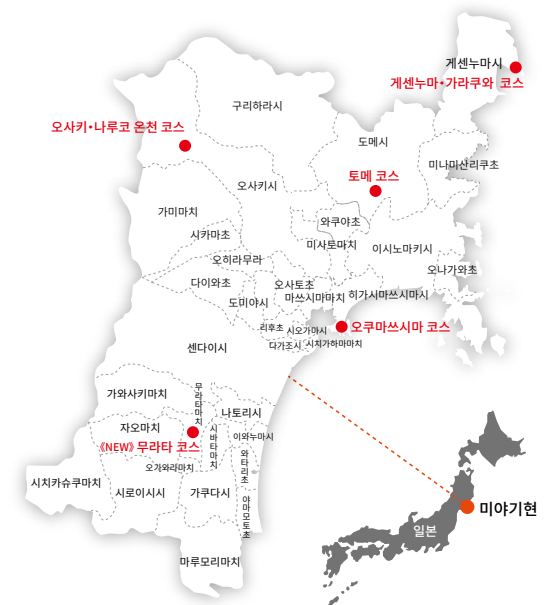 게센누마시
게센누마•가라쿠와 코스
구리하라시
오사키•나루코 온천 코스
도메시
미나미산리쿠초
토메 코스
오사키시
가미마치
와쿠야초
시카마초
미사토마치
이시노마키시
오히라무라
오나가와초
다이와초
오사토초
마쓰시마마치
히가시마쓰시마시
도미야시
리후초
시오가마시
오쿠마쓰시마 코스
다가조시
시치가하마마치
센다이시
가와사키마치
무라타마치
나토리시
자오마치
시바타마치
이와누마시
《NEW》 무라타 코스
와타리초
오가와라마치
시치카슈쿠마치
시로이시시
가쿠다시
야마모토초
미야기현
일본
마루모리마치